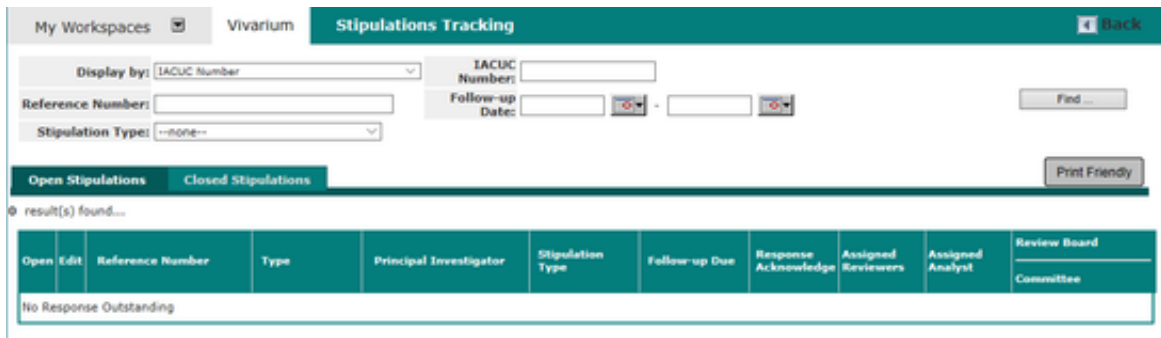 My Workspaces Vivarium Stipulations Tracking Back
Display by: IACUC Number IACUC Number:
Reference Number: Follow-up Date: - Find ...
Stipulation Type: --none--
Open Stipulations Closed Stipulations Print Friendly
0 result(s) found....
Open Edit Reference Number Type Principal Investigator Stipulation Type Follow-up Due Response Acknowledge Assigned Reviewers Assigned Analyst Review Board
Committee
No Response Outstanding